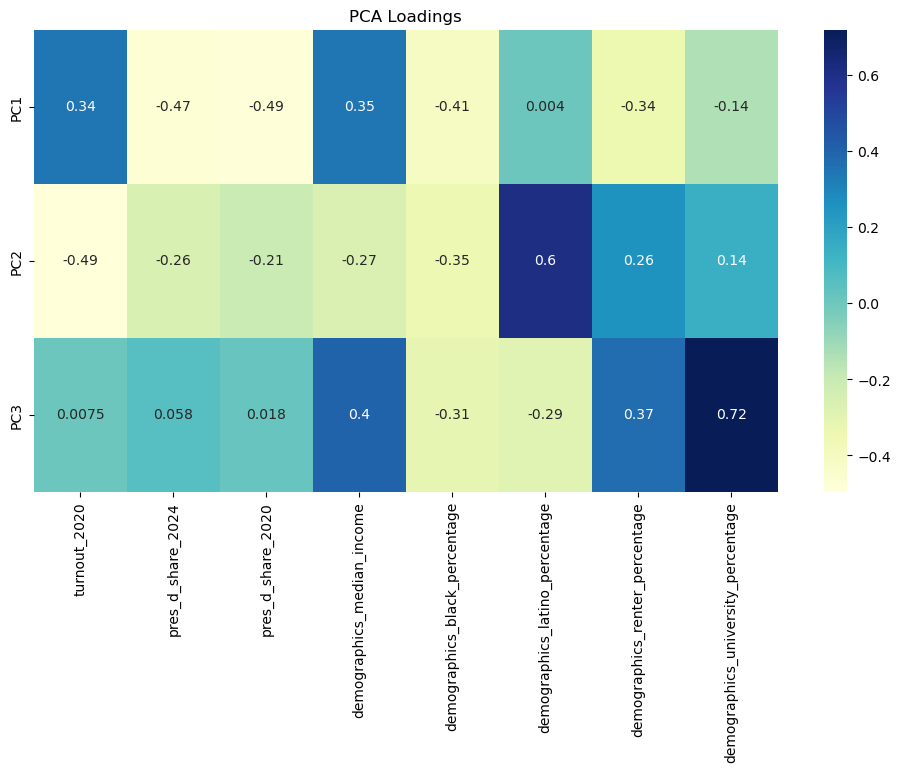 PCA Loadings
PC1
0.34 -0.47 -0.49 0.35 -0.41 0.004 -0.34 -0.14
PC2
-0.49 -0.26 -0.21 -0.27 -0.35 0.6 0.26 0.14
PC3
0.0075 0.058 0.018 0.4 -0.31 -0.29 0.37 0.72
turnout_2020
pres_d_share_2024
pres_d_share_2020
demographics_median_income
demographics_black_percentage
demographics_latino_percentage
demographics_renter_percentage
demographics_university_percentage
0.6
0.4
0.2
0.0
−0.2
−0.4